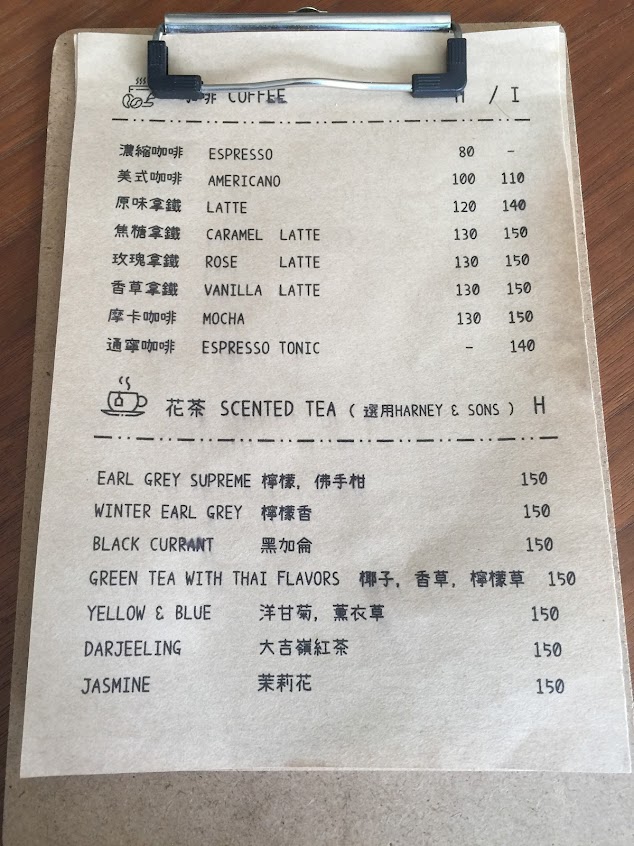 啡 COFFEE H / I
濃縮咖啡 ESPRESSO 80 -
美式咖啡 AMERICANO 100 110
原味拿鐵 LATTE 120 140
焦糖拿鐵 CARAMEL LATTE 130 150
玫瑰拿鐵 ROSE LATTE 130 150
香草拿鐵 VANILLA LATTE 130 150
摩卡咖啡 MOCHA 130 150
通寧咖啡 ESPRESSO TONIC - 140
花茶 SCENTED TEA ( 選用HARNEY & SONS ) H
EARL GREY SUPREME 檸檬, 佛手柑 150
WINTER EARL GREY 檸檬香 150
BLACK CURRANT 黑加侖 150
GREEN TEA WITH THAI FLAVORS 椰子, 香草, 檸檬草 150
YELLOW & BLUE 洋甘菊, 薰衣草 150
DARJEELING 大吉嶺紅茶 150
JASMINE 茉莉花 150